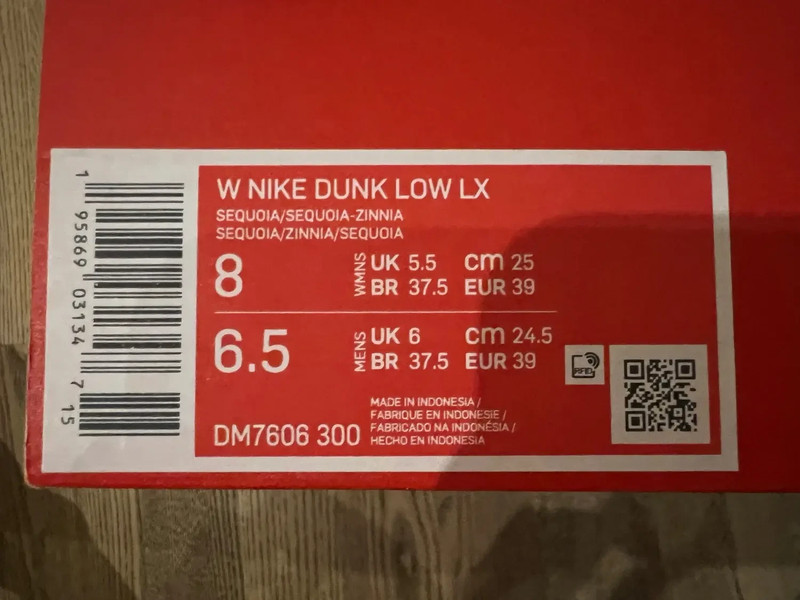 W NIKE DUNK LOW LX
SEQUOIA/SEQUOIA-ZINNIA
SEQUOIA/ZINNIA/SEQUOIA
8
WMNS
UK 5.5 cm 25
BR 37.5 EUR 39
6.5
MENS
UK 6 cm 24.5
BR 37.5 EUR 39
RFID
DM7606 300
MADE IN INDONESIA /
FABRIQUE EN INDONESIE /
FABRICADO NA INDONÉSIA /
HECHO EN INDONESIA
1 95869 03134 7 15